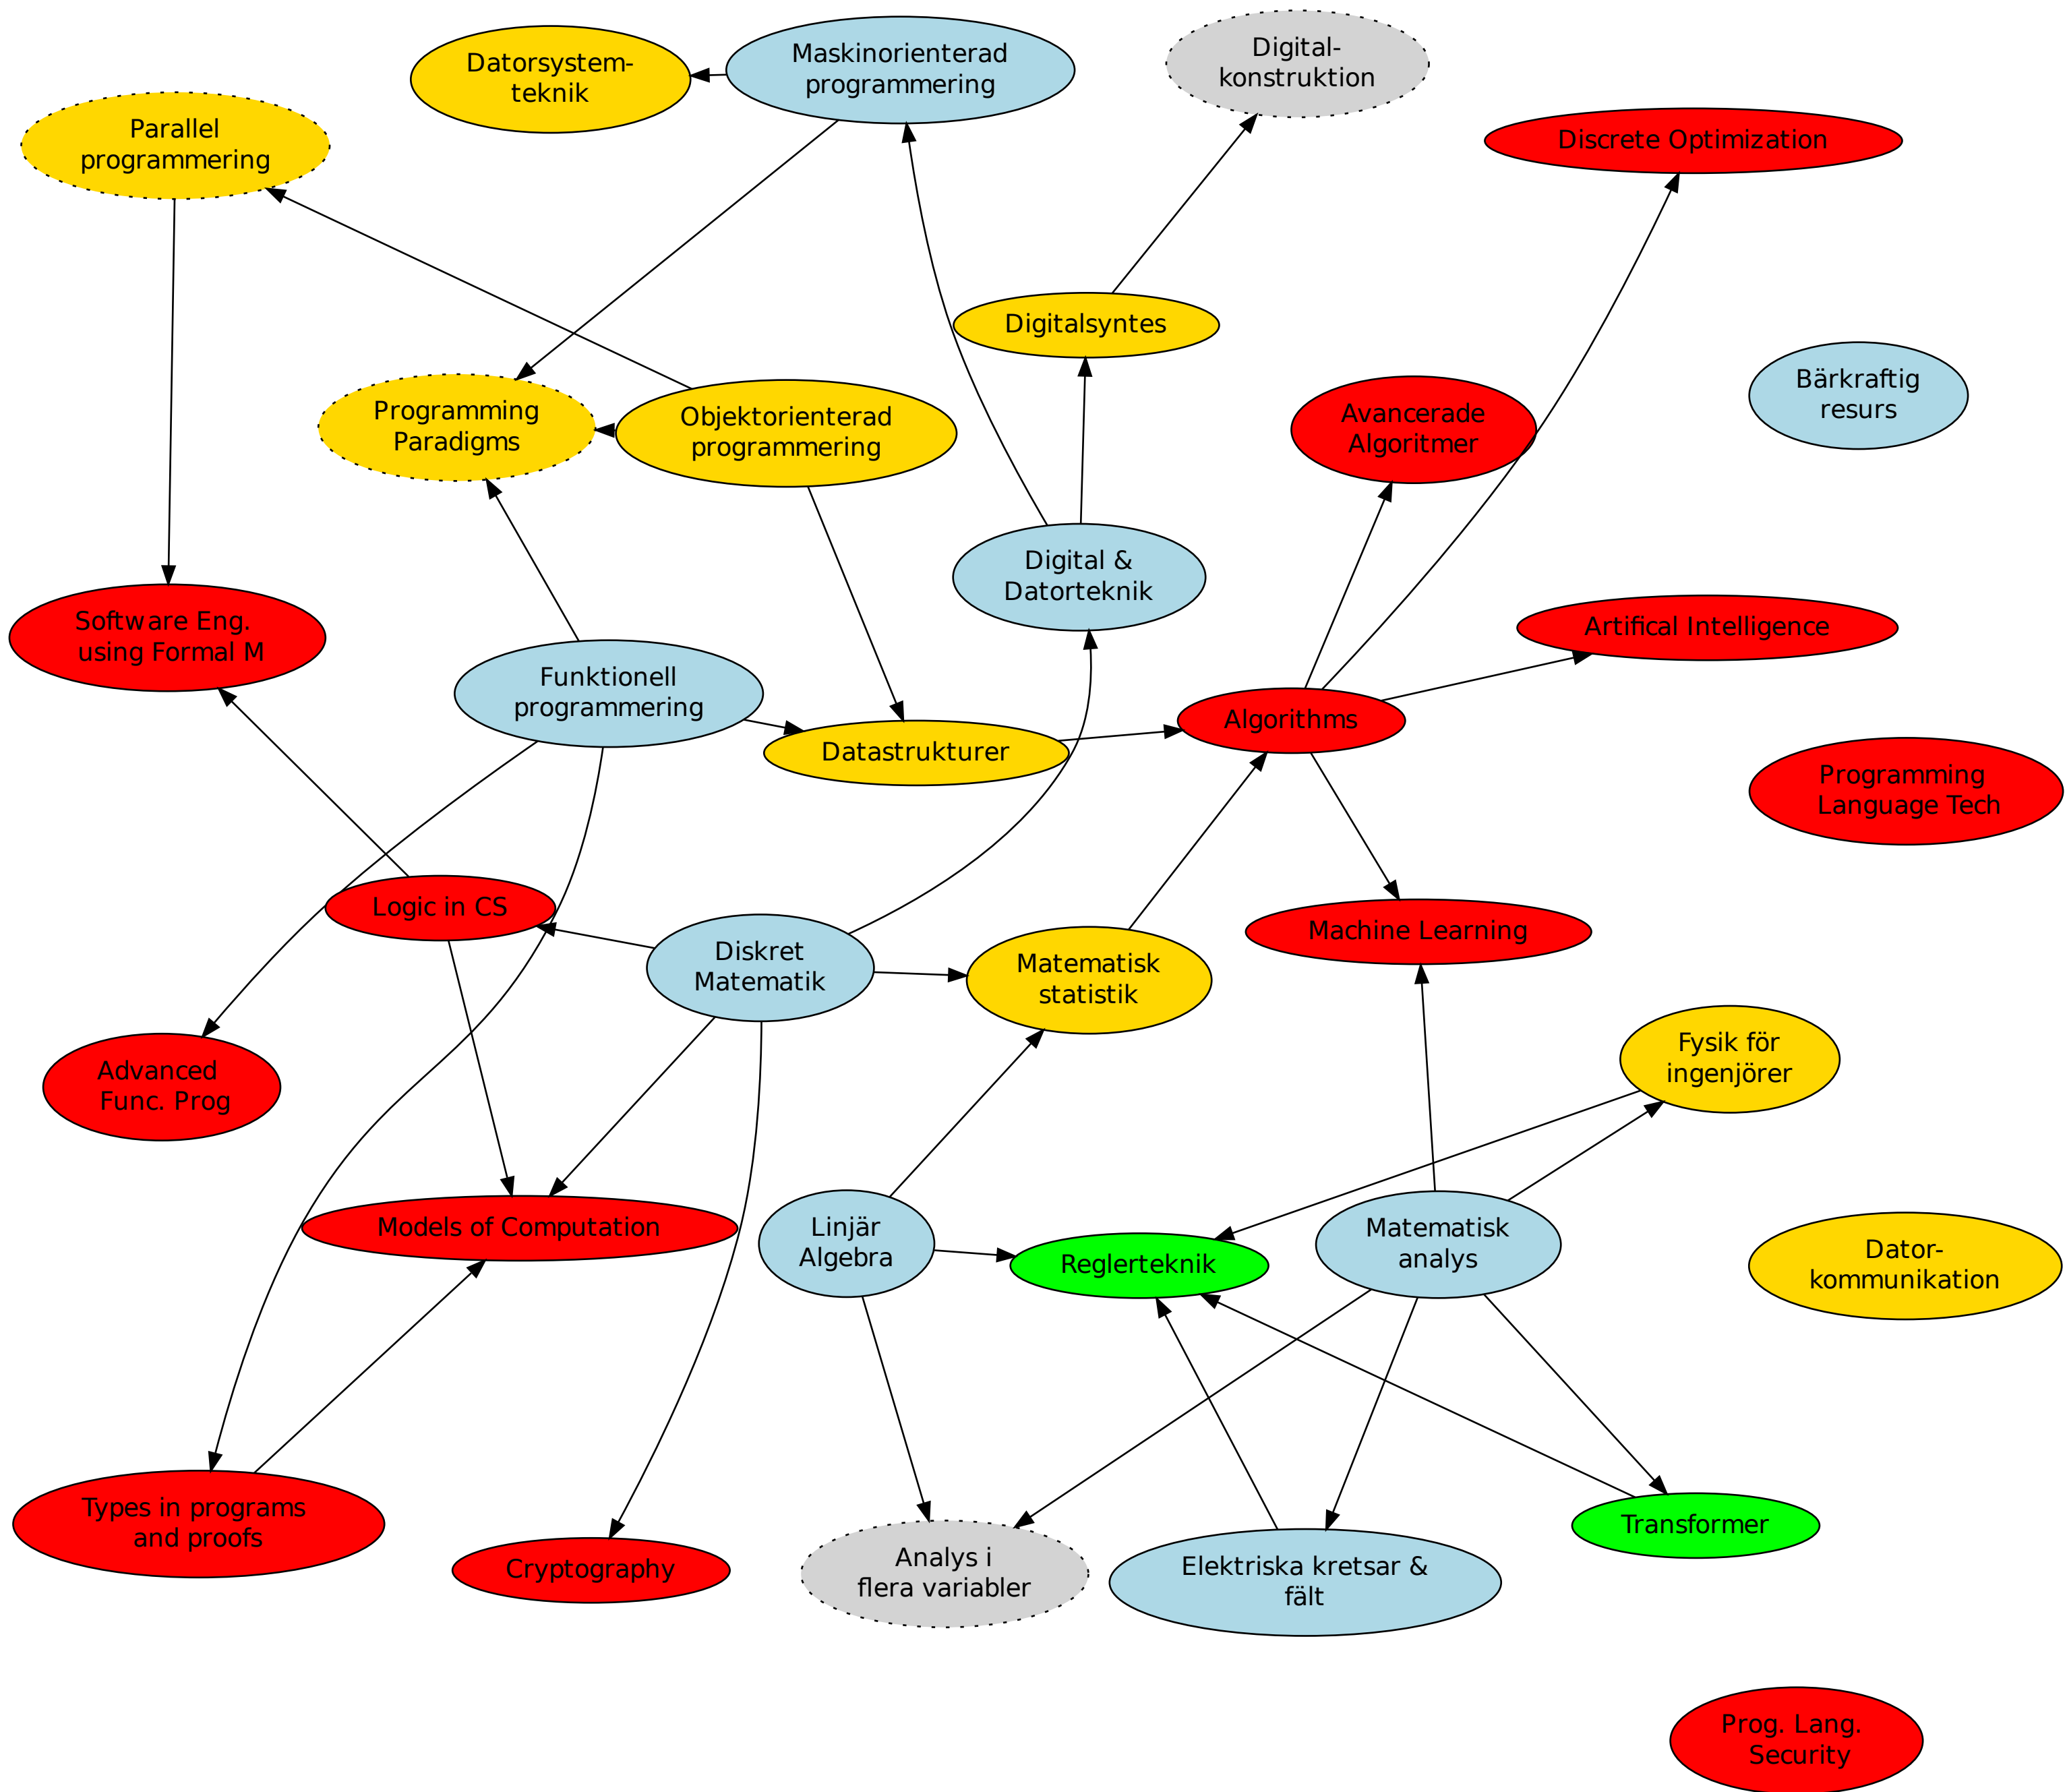 Datorsystem-
teknik
Maskinorienterad
programmering
Digital-
konstruktion
Parallel
programmering
Discrete Optimization
Digitalsyntes
Bärkraftig
resurs
Programming
Paradigms
Objektorienterad
programmering
Avancerade
Algoritmer
Digital &
Datorteknik
Software Eng.
using Formal M
Artifical Intelligence
Funktionell
programmering
Datastrukturer
Algorithms
Programming
Language Tech
Logic in CS
Diskret
Matematik
Matematisk
statistik
Machine Learning
Fysik för
ingenjörer
Advanced
Func. Prog
Models of Computation
Linjär
Algebra
Reglerteknik
Matematisk
analys
Dator-
kommunikation
Types in programs
and proofs
Cryptography
Analys i
flera variabler
Elektriska kretsar &
fält
Transformer
Prog. Lang.
Security